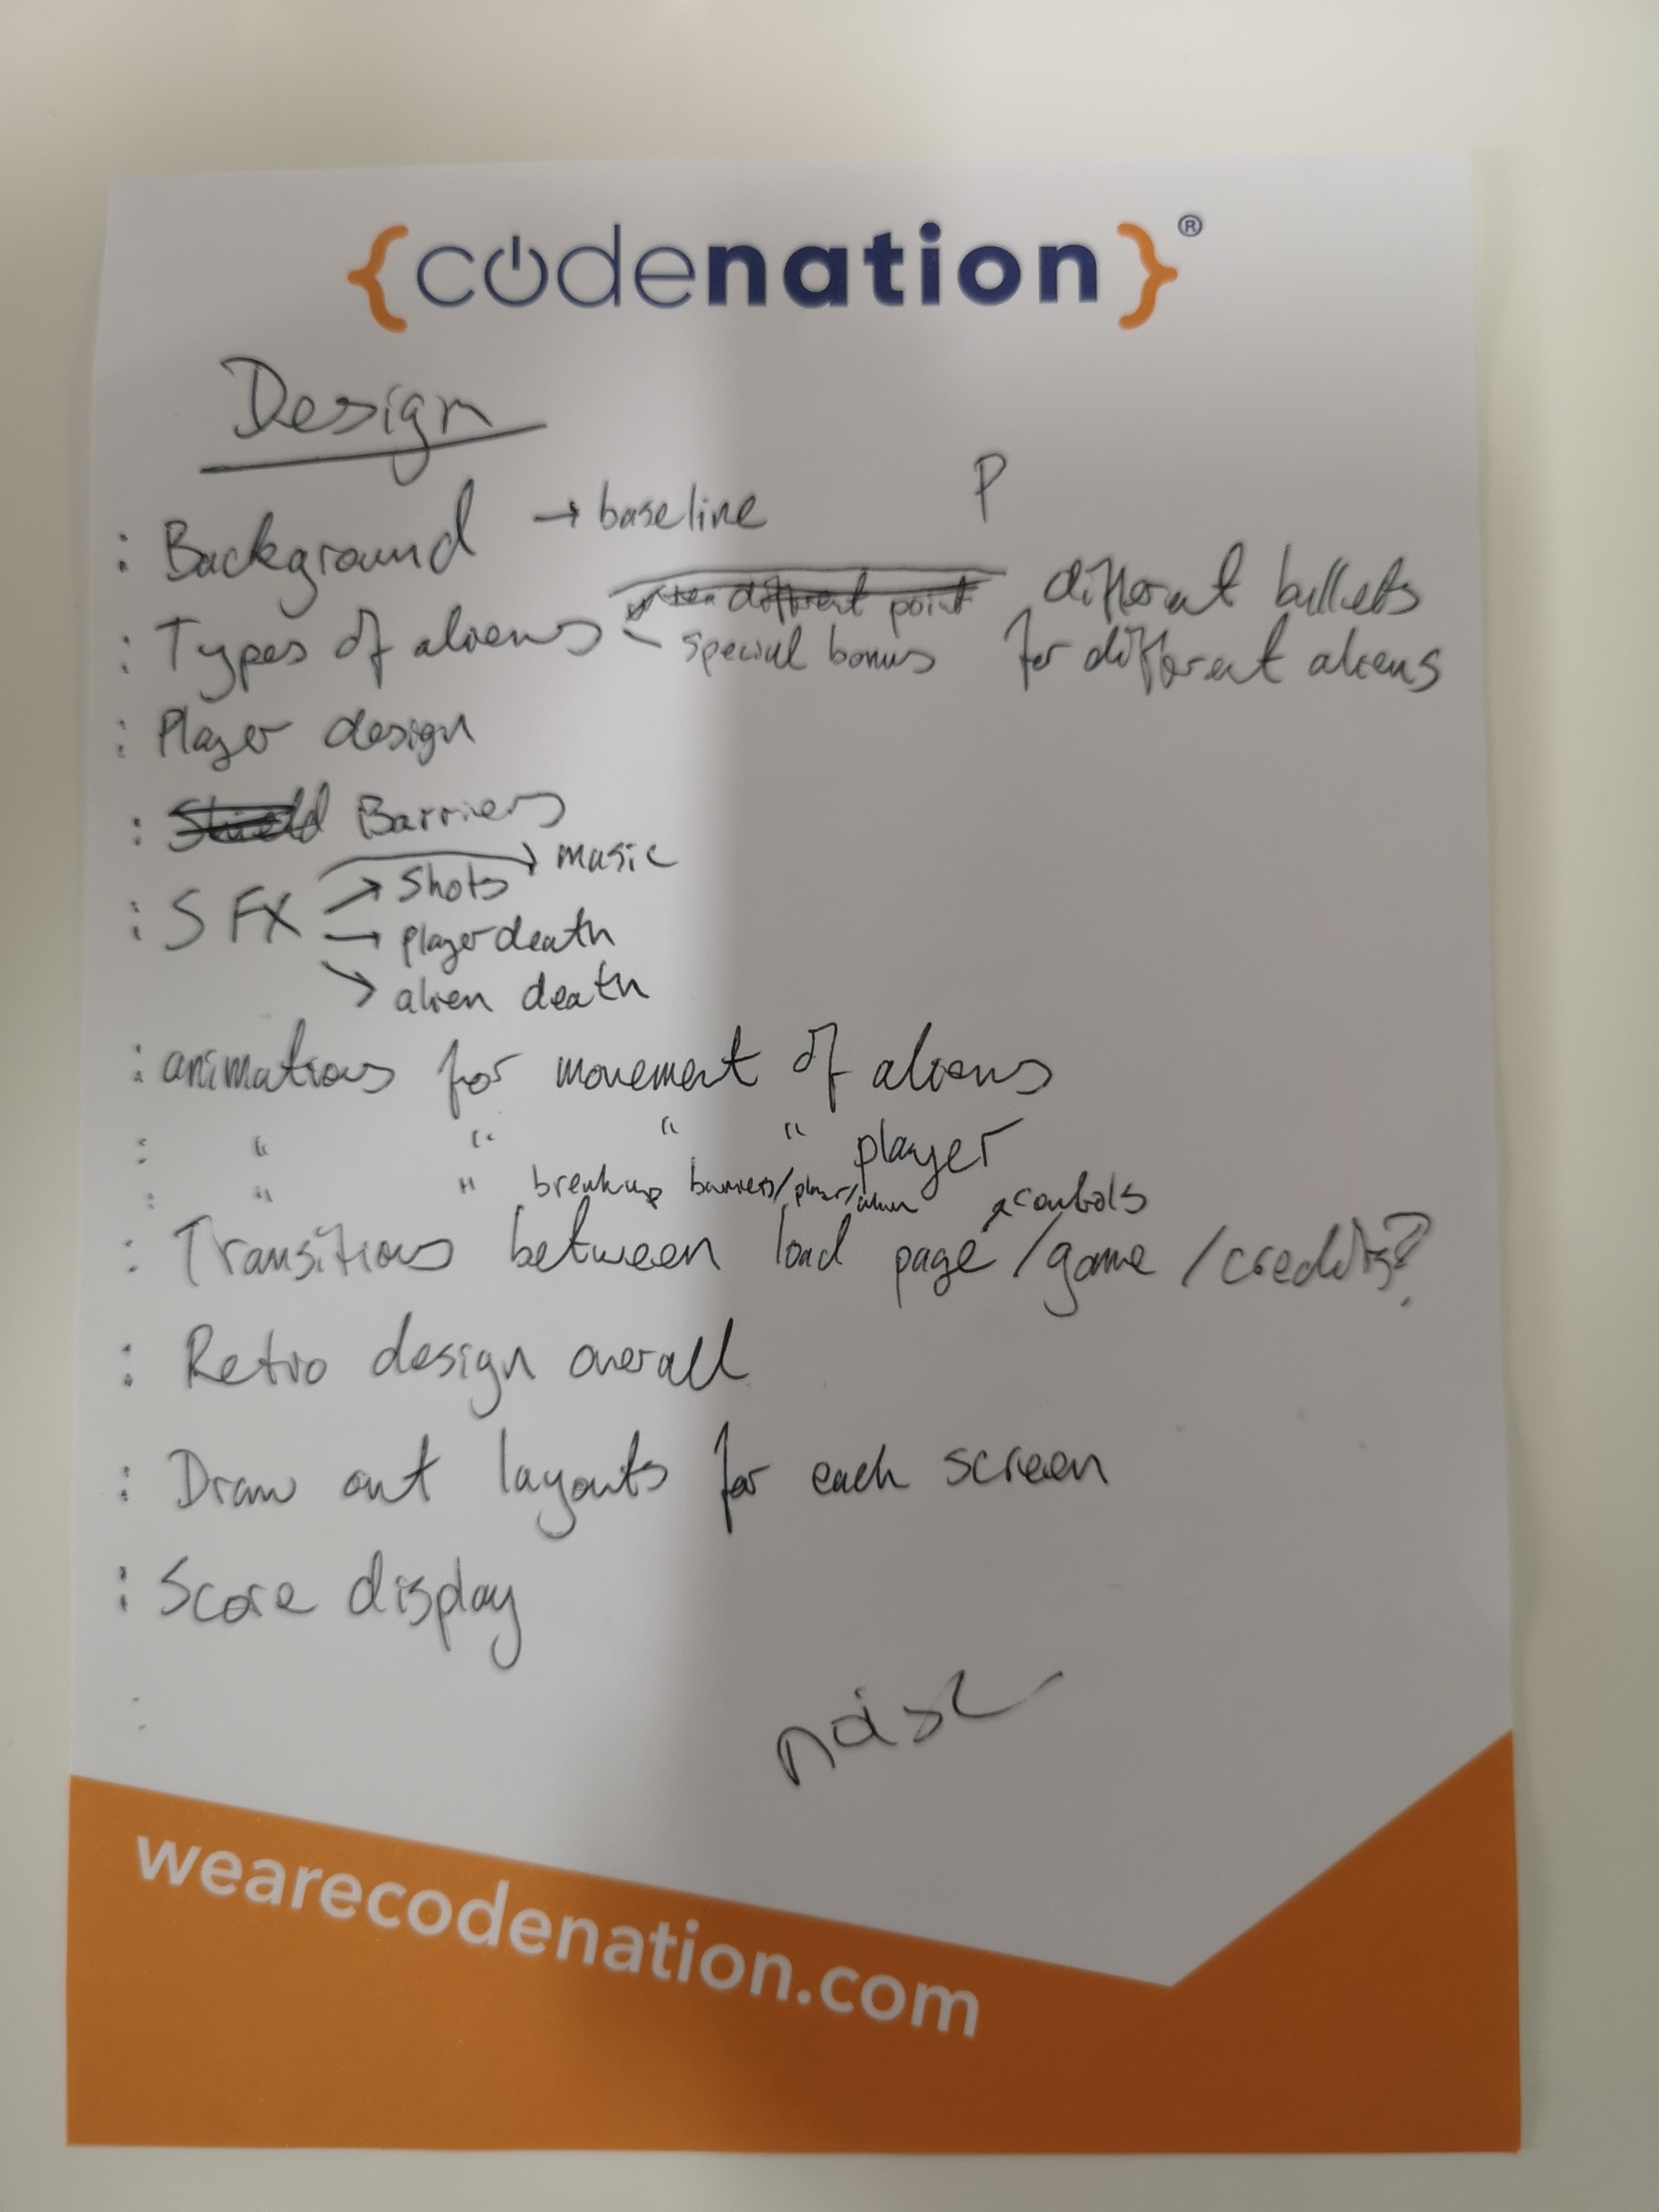 {codenation}®
Design
P
: Background → baseline
different point different bullets
: Types of aliens - special bonus for different aliens
: Player design
: Shield Barriers
→ music
→ shots
: SFX → player death
→ alien death
: animations for movement of aliens
: " " " " player
: " " breakup barriers/player/alien
↗ controls
: Transitions between load page /game /credits?
: Retro design overall
: Draw out layouts for each screen
: Score display
:
noise
wearecodenation.com